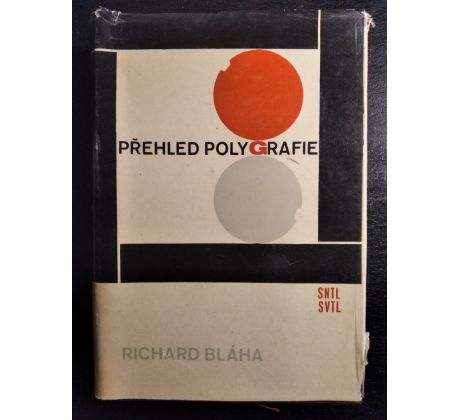 PŘEHLED POLYGRAFIE
SNTL
SVTL
RICHARD BLÁHA